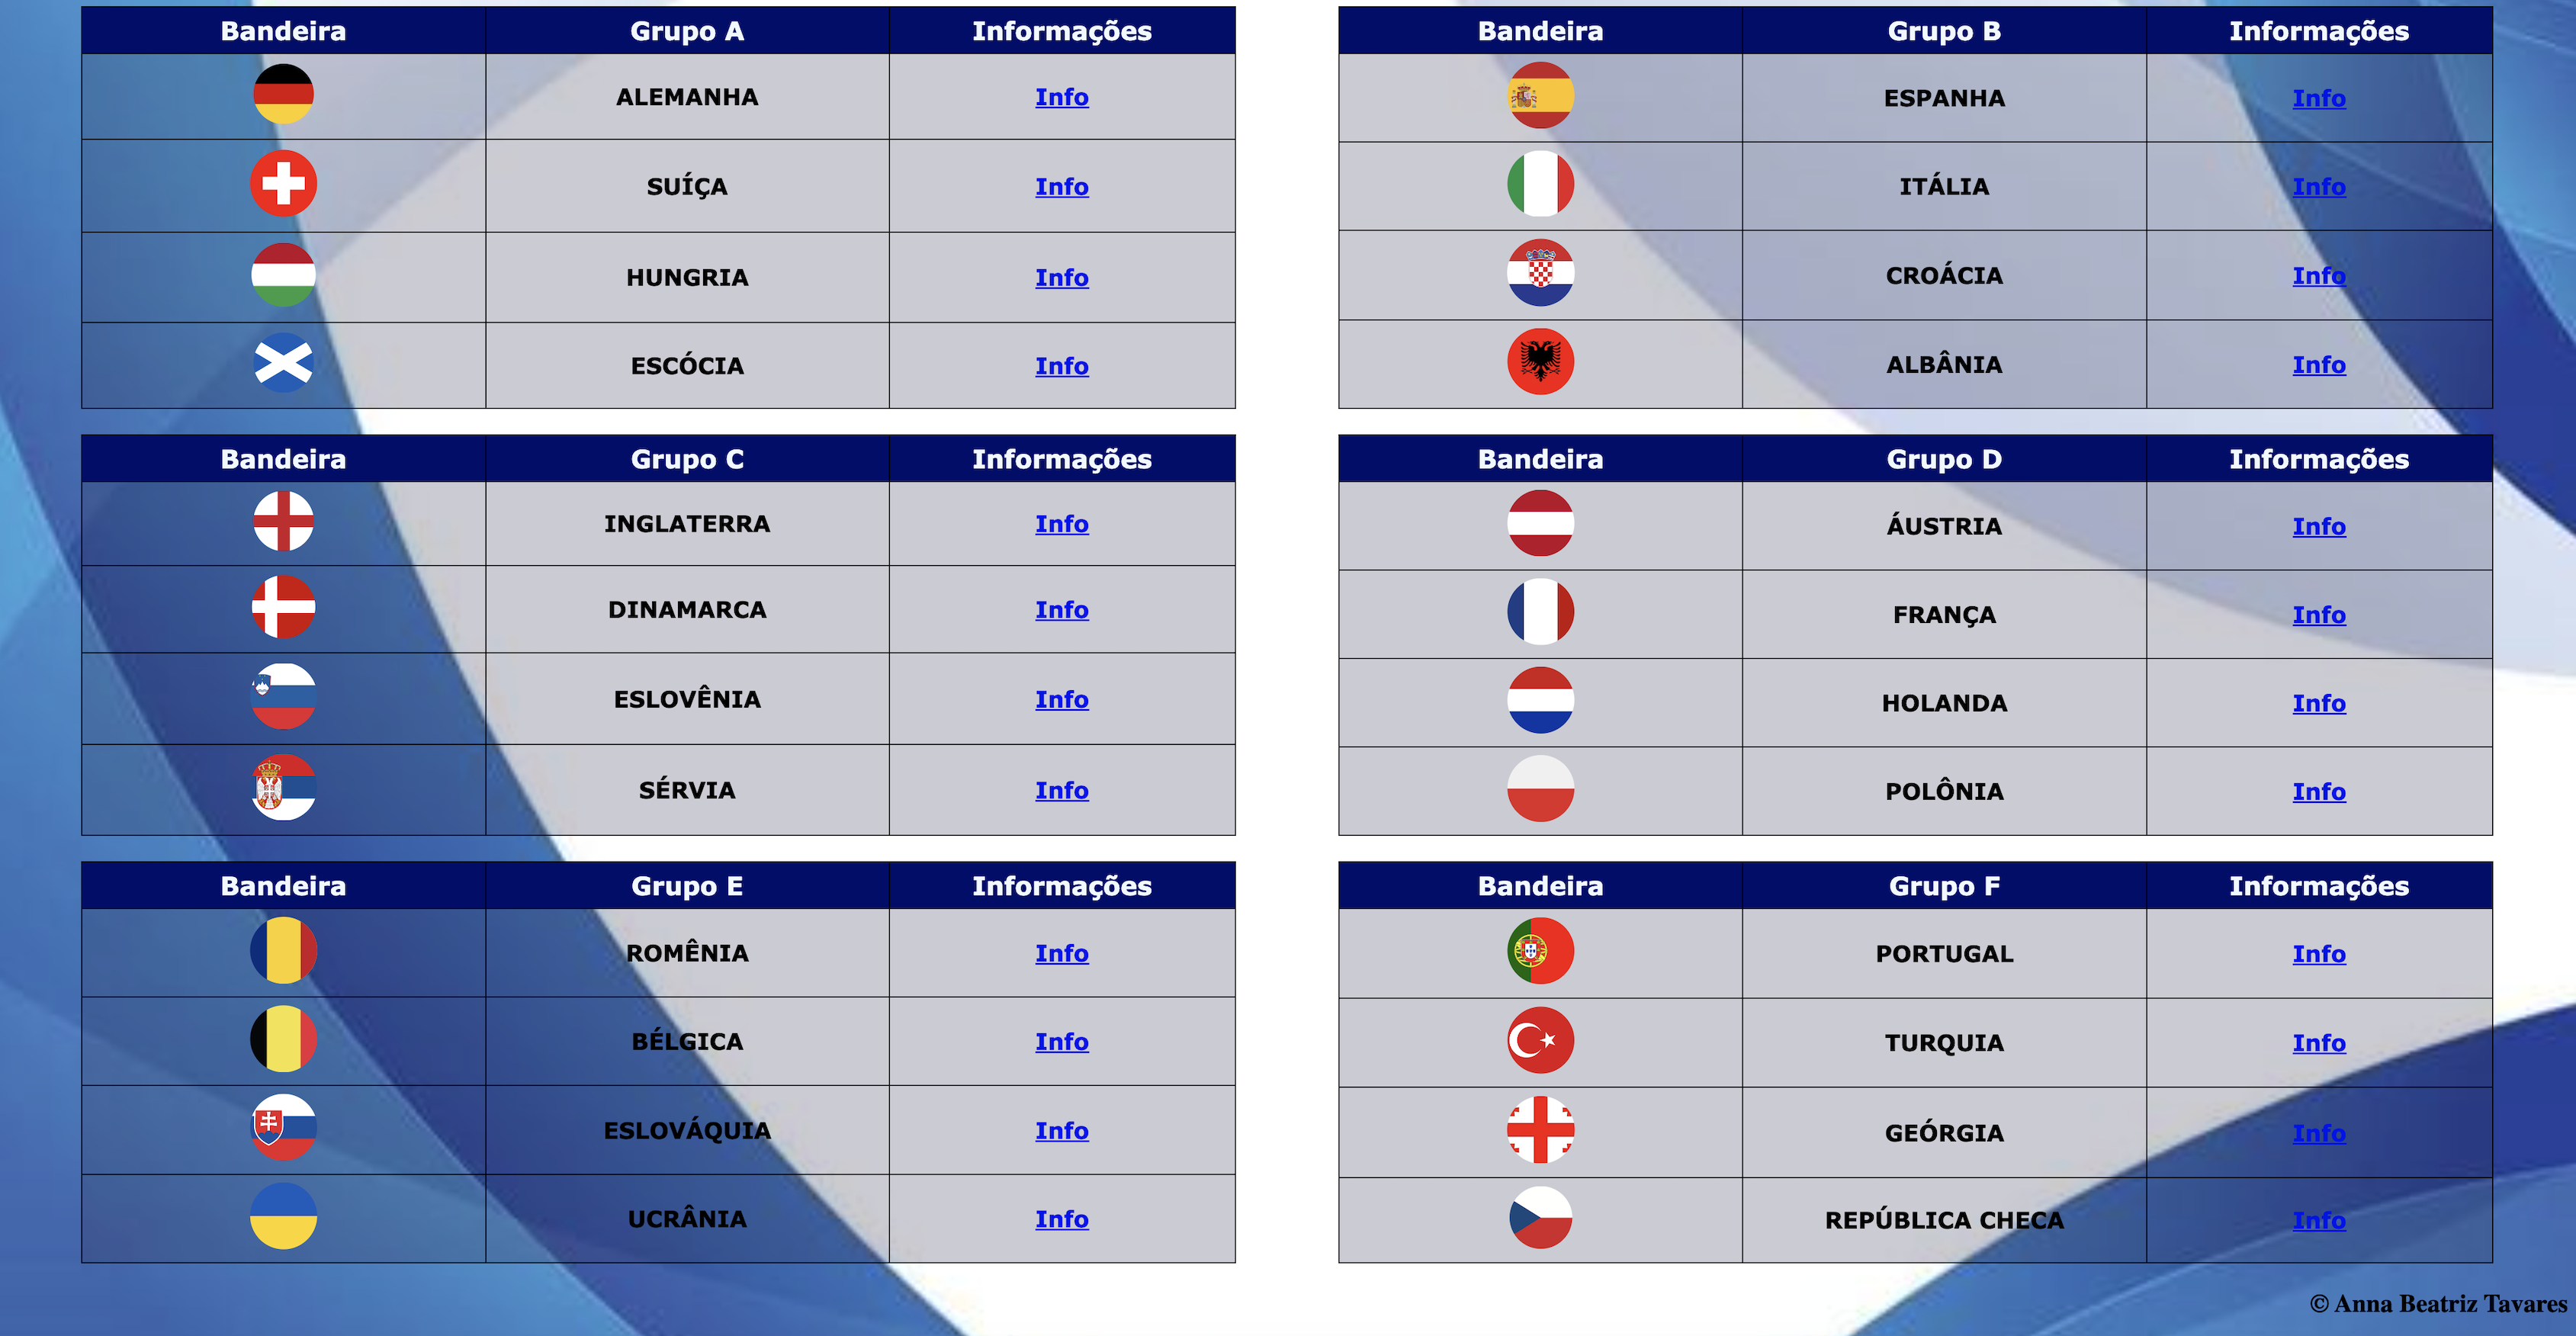 Bandeira Grupo A Informações
ALEMANHA Info
SUÍÇA Info
HUNGRIA Info
ESCÓCIA Info
Bandeira Grupo B Informações
ESPANHA Info
ITÁLIA Info
CROÁCIA Info
ALBÂNIA Info
Bandeira Grupo C Informações
INGLATERRA Info
DINAMARCA Info
ESLOVÊNIA Info
SÉRVIA Info
Bandeira Grupo D Informações
ÁUSTRIA Info
FRANÇA Info
HOLANDA Info
POLÔNIA Info
Bandeira Grupo E Informações
ROMÊNIA Info
BÉLGICA Info
ESLOVÁQUIA Info
UCRÂNIA Info
Bandeira Grupo F Informações
PORTUGAL Info
TURQUIA Info
GEÓRGIA Info
REPÚBLICA CHECA Info
© Anna Beatriz Tavares